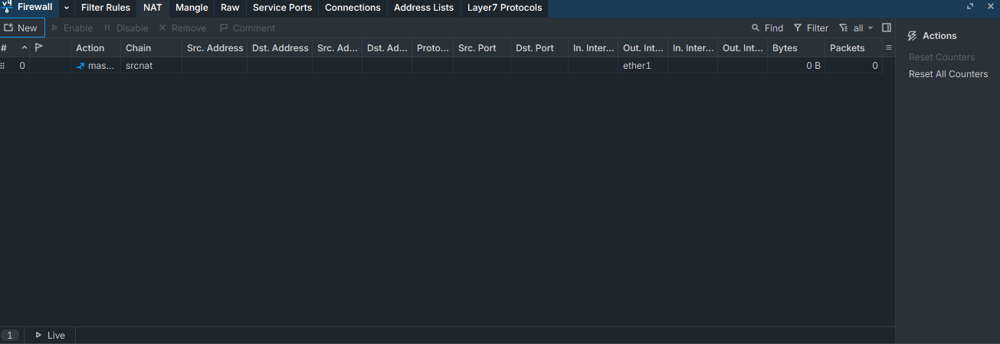 v4 Firewall Filter Rules NAT Mangle Raw Service Ports Connections Address Lists Layer7 Protocols
New Enable Disable Remove Comment Find Filter all
Actions
# Action Chain Src. Address Dst. Address Src. Ad... Dst. Ad... Proto... Src. Port Dst. Port In. Inter... Out. Int... In. Inter... Out. Int... Bytes Packets
Reset Counters
0 mas... srcnat ether1 0 B 0
Reset All Counters
1 Live